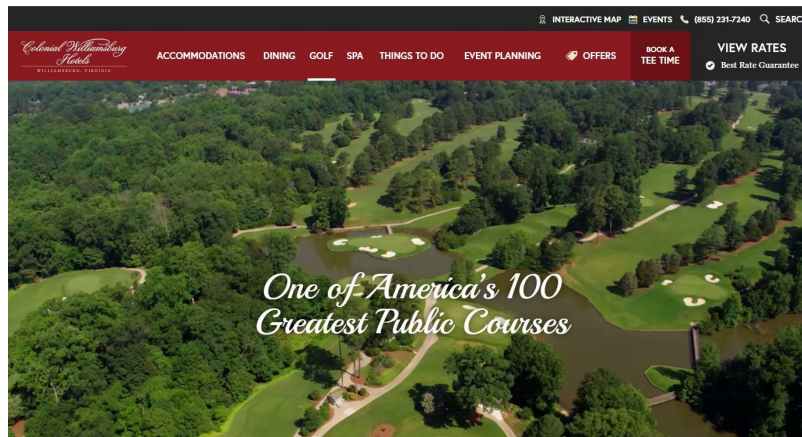 INTERACTIVE MAP EVENTS (855) 231-7240 SEARC
Colonial Williamsburg
Hotels
WILLIAMSBURG, VIRGINIA
ACCOMMODATIONS DINING GOLF SPA THINGS TO DO EVENT PLANNING OFFERS
BOOK A
TEE TIME
VIEW RATES
Best Rate Guarantee
One of America's 100
Greatest Public Courses